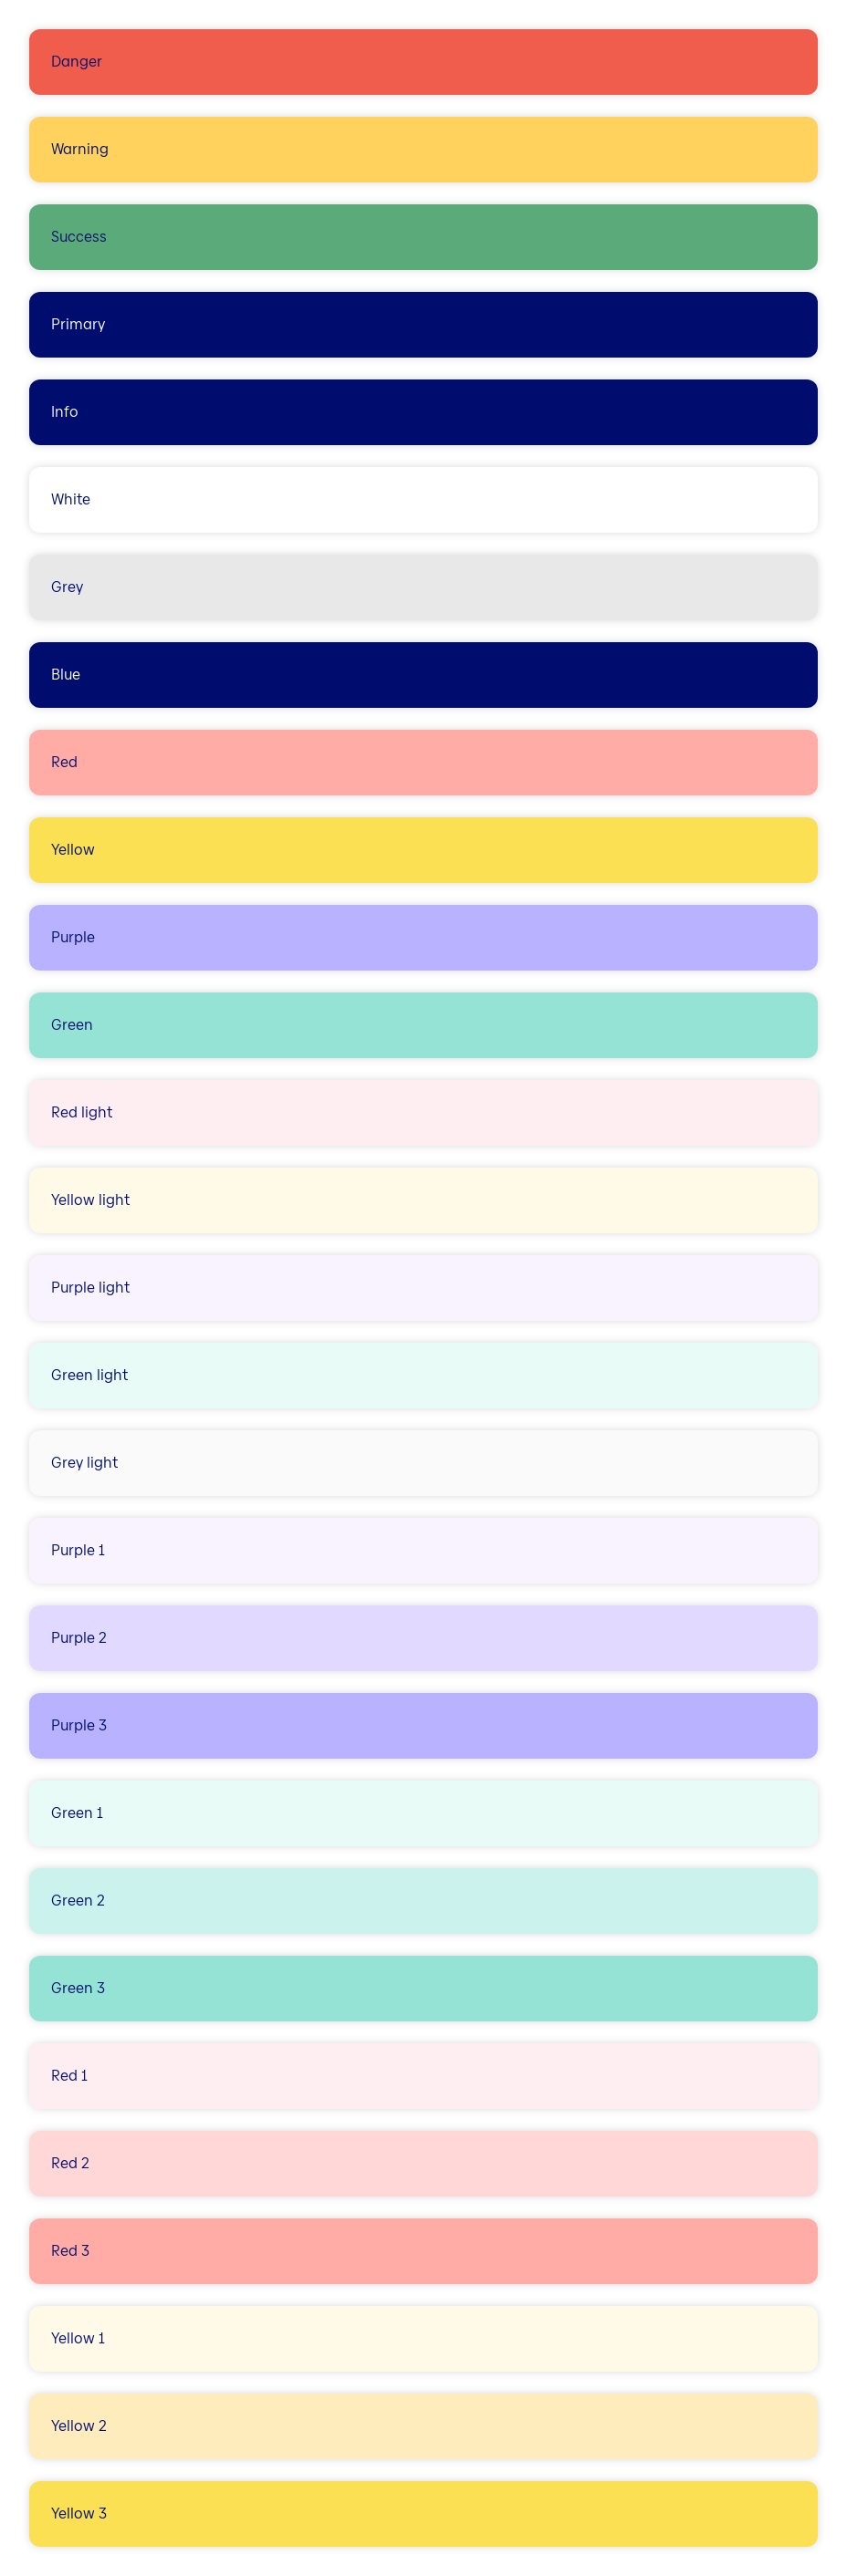 Danger
Warning
Success
Primary
Info
White
Grey
Blue
Red
Yellow
Purple
Green
Red light
Yellow light
Purple light
Green light
Grey light
Purple 1
Purple 2
Purple 3
Green 1
Green 2
Green 3
Red 1
Red 2
Red 3
Yellow 1
Yellow 2
Yellow 3